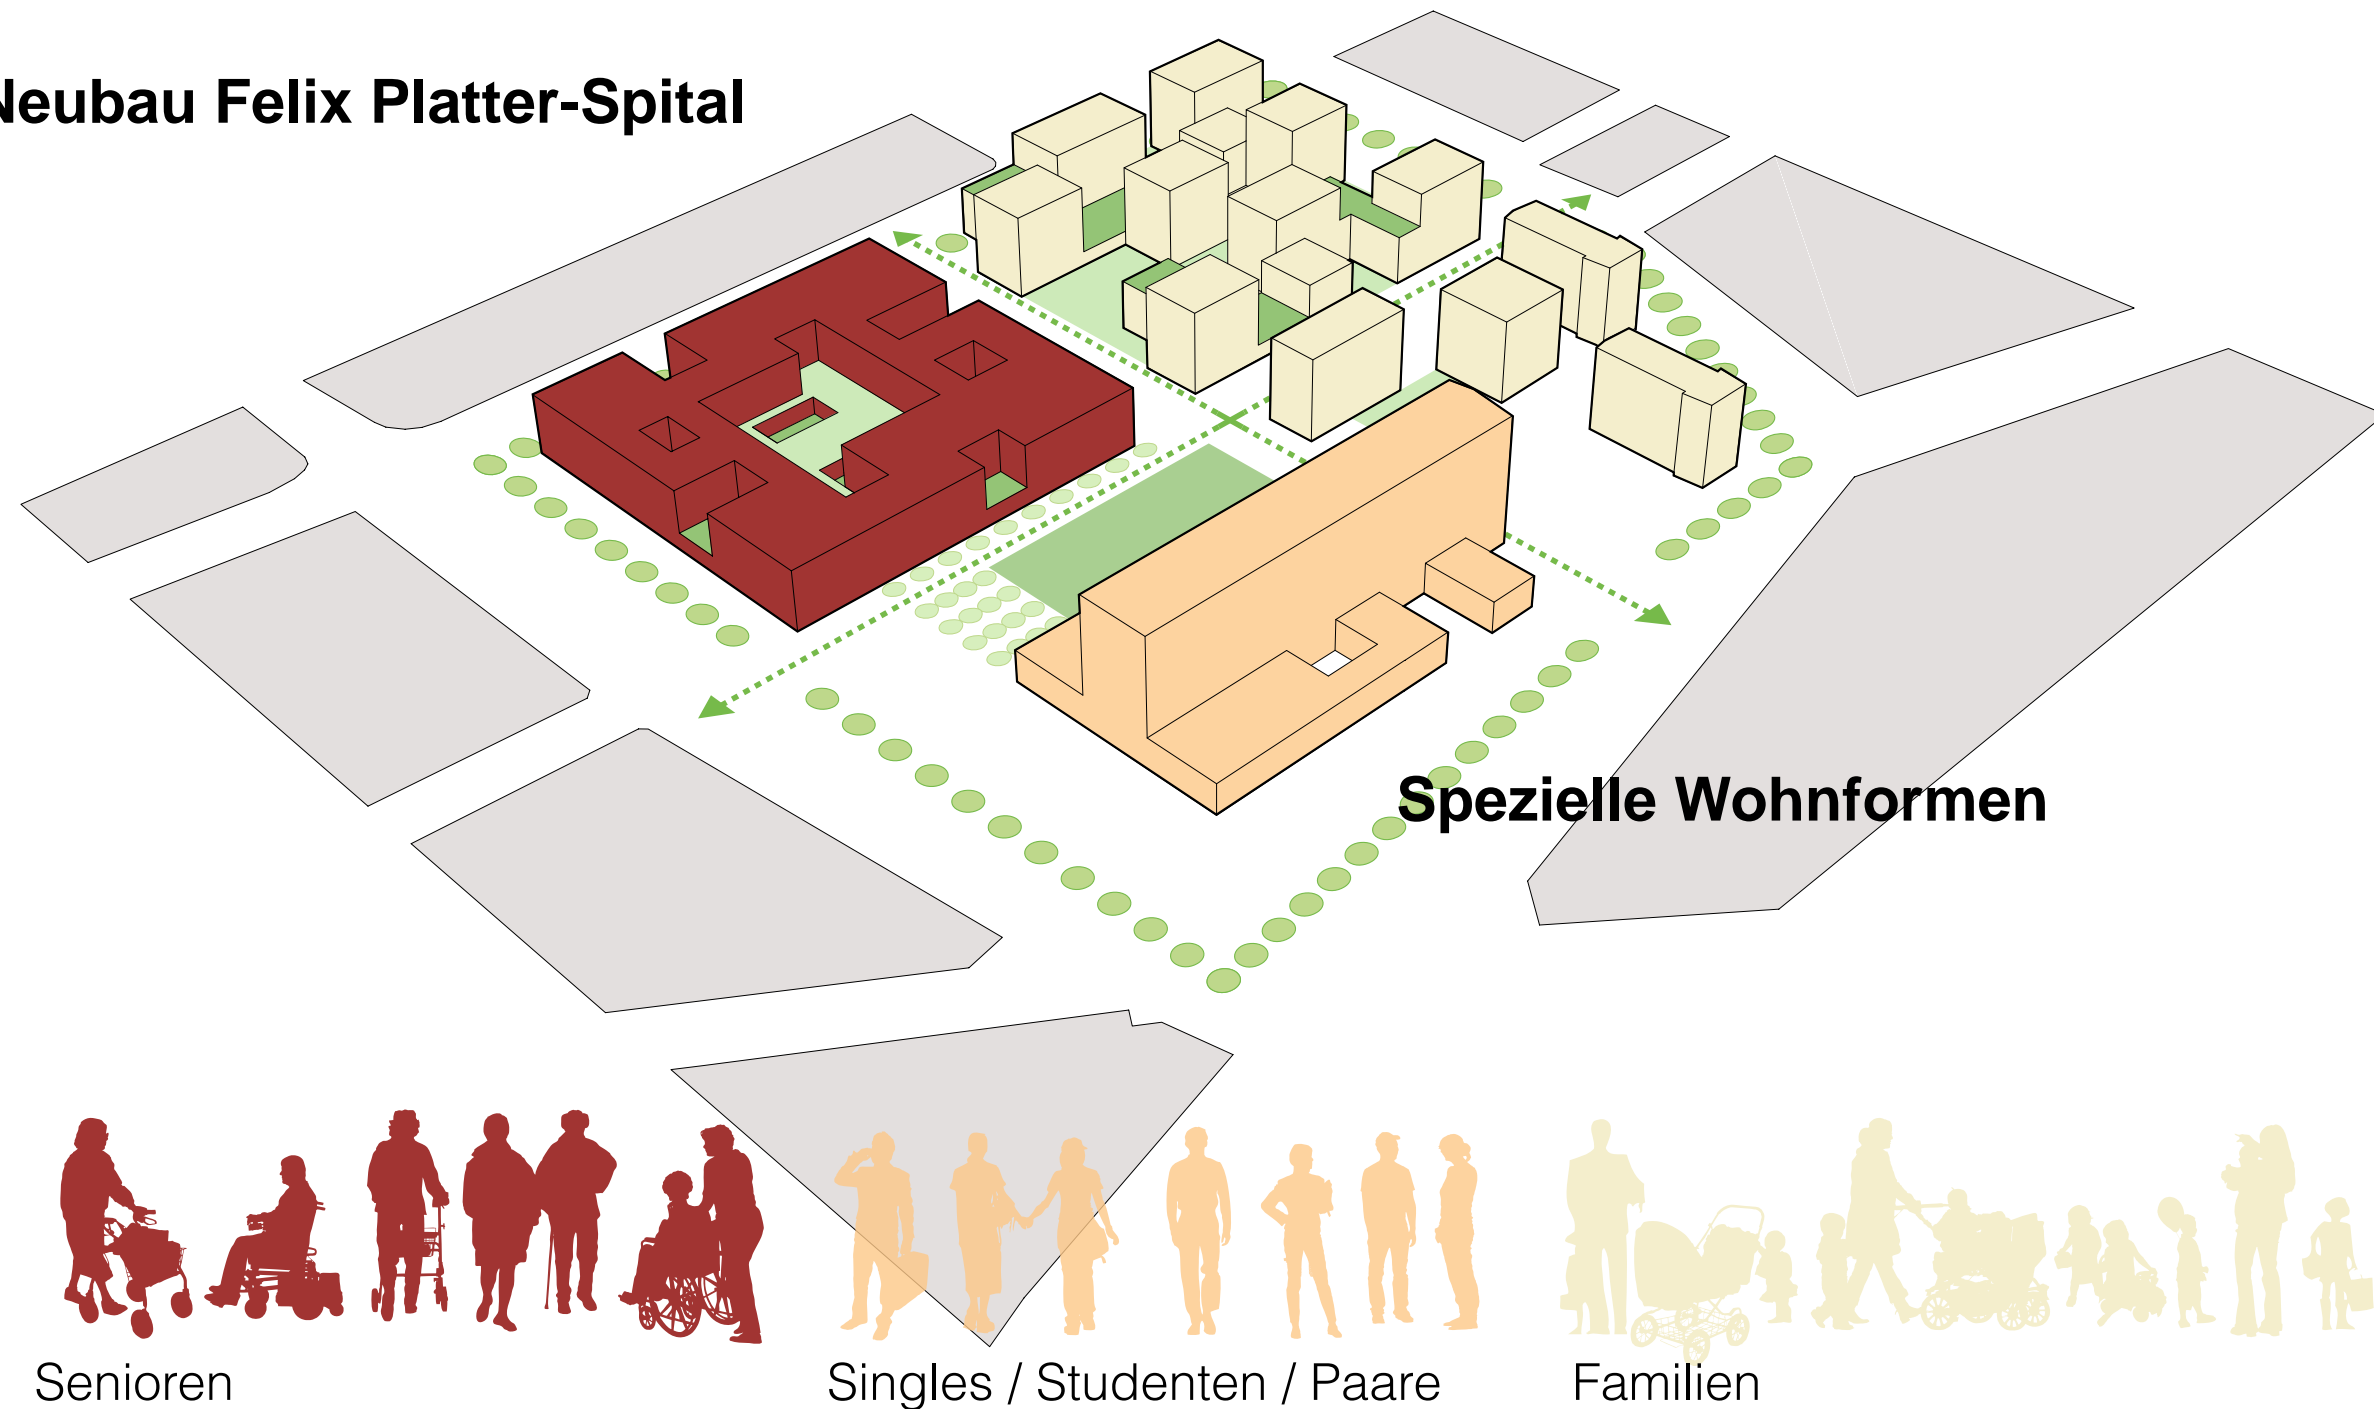 Neubau Felix Platter-Spital
Spezielle Wohnformen
Senioren
Singles / Studenten / Paare
Familien